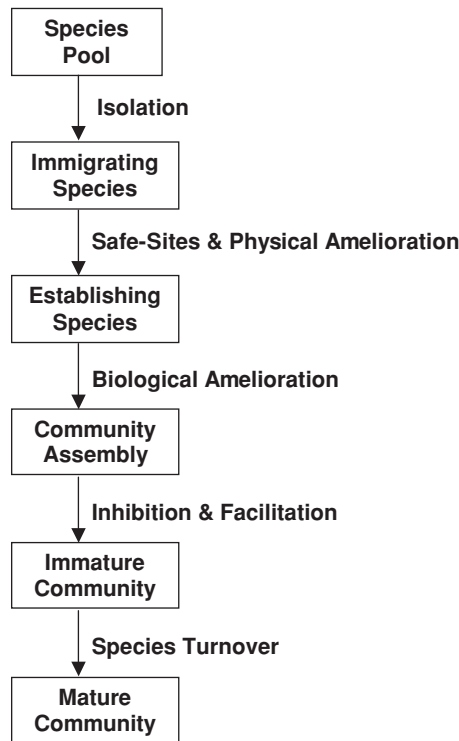 Species
Pool
Isolation
Immigrating
Species
Safe-Sites & Physical Amelioration
Establishing
Species
Biological Amelioration
Community
Assembly
Inhibition & Facilitation
Immature
Community
Species Turnover
Mature
Community